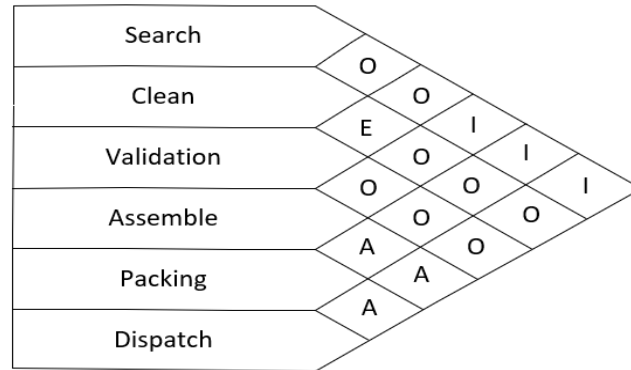 Search
O
Clean O
E I
Validation O I
O O I
Assemble O O
A O
Packing A
A
Dispatch